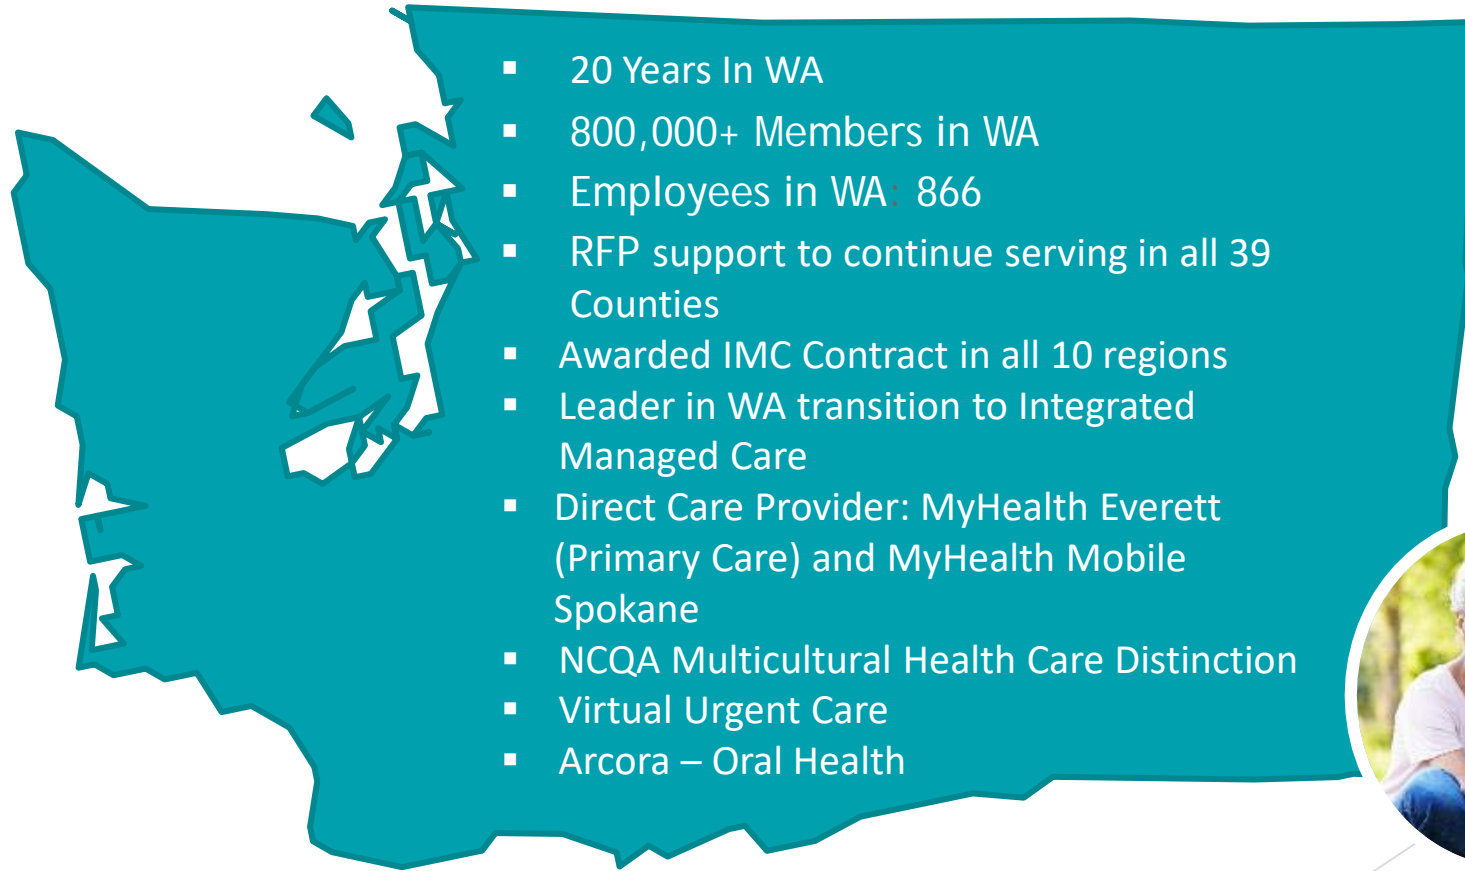 ▪ 20 Years In WA
▪ 800,000+ Members in WA
▪ Employees in WA: 866
▪ RFP support to continue serving in all 39
Counties
▪ Awarded IMC Contract in all 10 regions
▪ Leader in WA transition to Integrated
Managed Care
▪ Direct Care Provider: MyHealth Everett
(Primary Care) and MyHealth Mobile
Spokane
▪ NCQA Multicultural Health Care Distinction
▪ Virtual Urgent Care
▪ Arcora – Oral Health